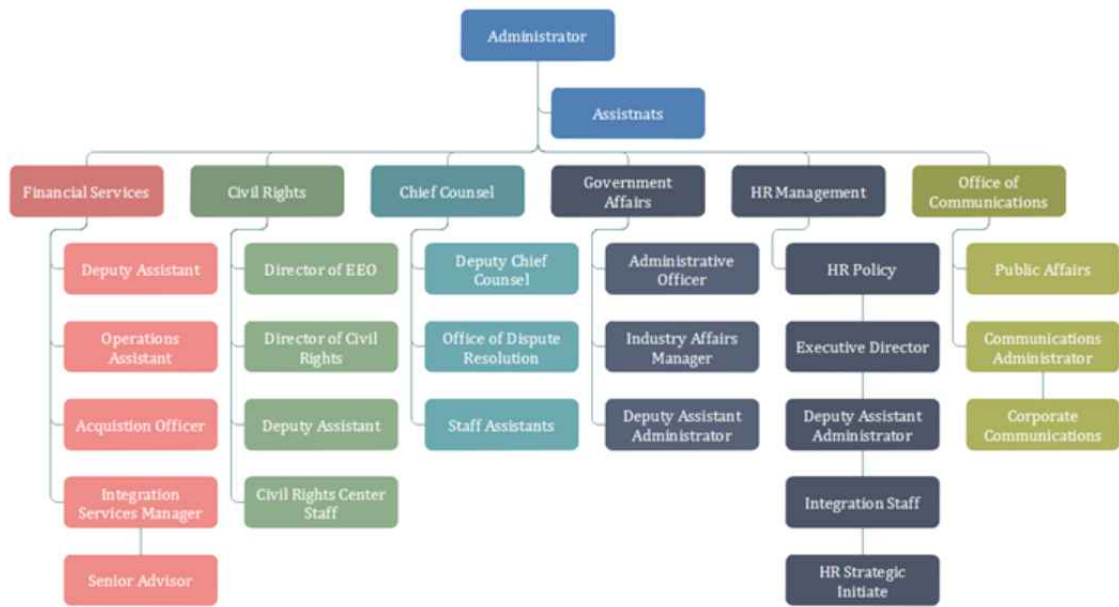 Administrator
Assistnats
Financial Services
Civil Rights
Chief Counsel
Government
Affairs
HR Management
Office of
Communications
Deputy Assistant
Director of EEO
Deputy Chief
Counsel
Administrative
Officer
HR Policy
Public Affairs
Operations
Assistant
Director of Civil
Rights
Office of Dispute
Resolution
Industry Affairs
Manager
Executive Director
Communications
Administrator
Acquistion Officer
Deputy Assistant
Staff Assistants
Deputy Assistant
Administrator
Deputy Assistant
Administrator
Corporate
Communications
Integration
Services Manager
Civil Rights Center
Staff
Integration Staff
Senior Advisor
HR Strategic
Initiate